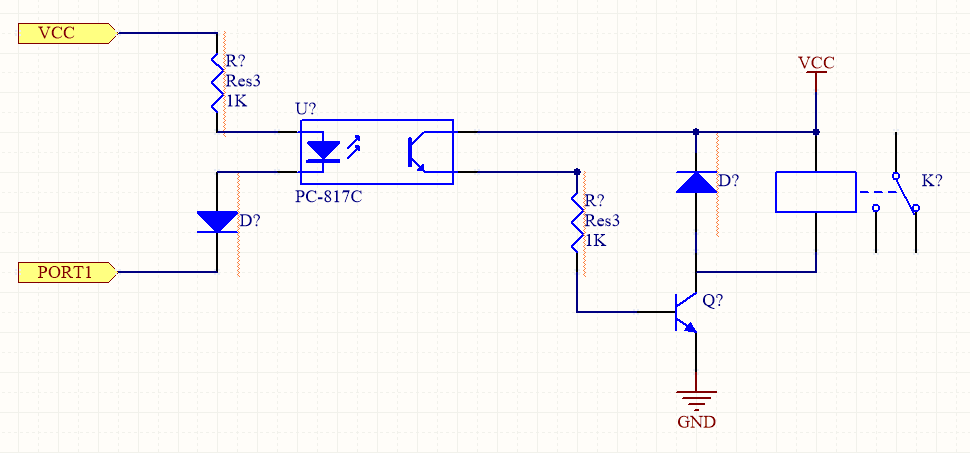 VCC
R?
Res3
1K
U?
PC-817C
D?
PORT1
R?
Res3
1K
D?
VCC
K?
Q?
GND